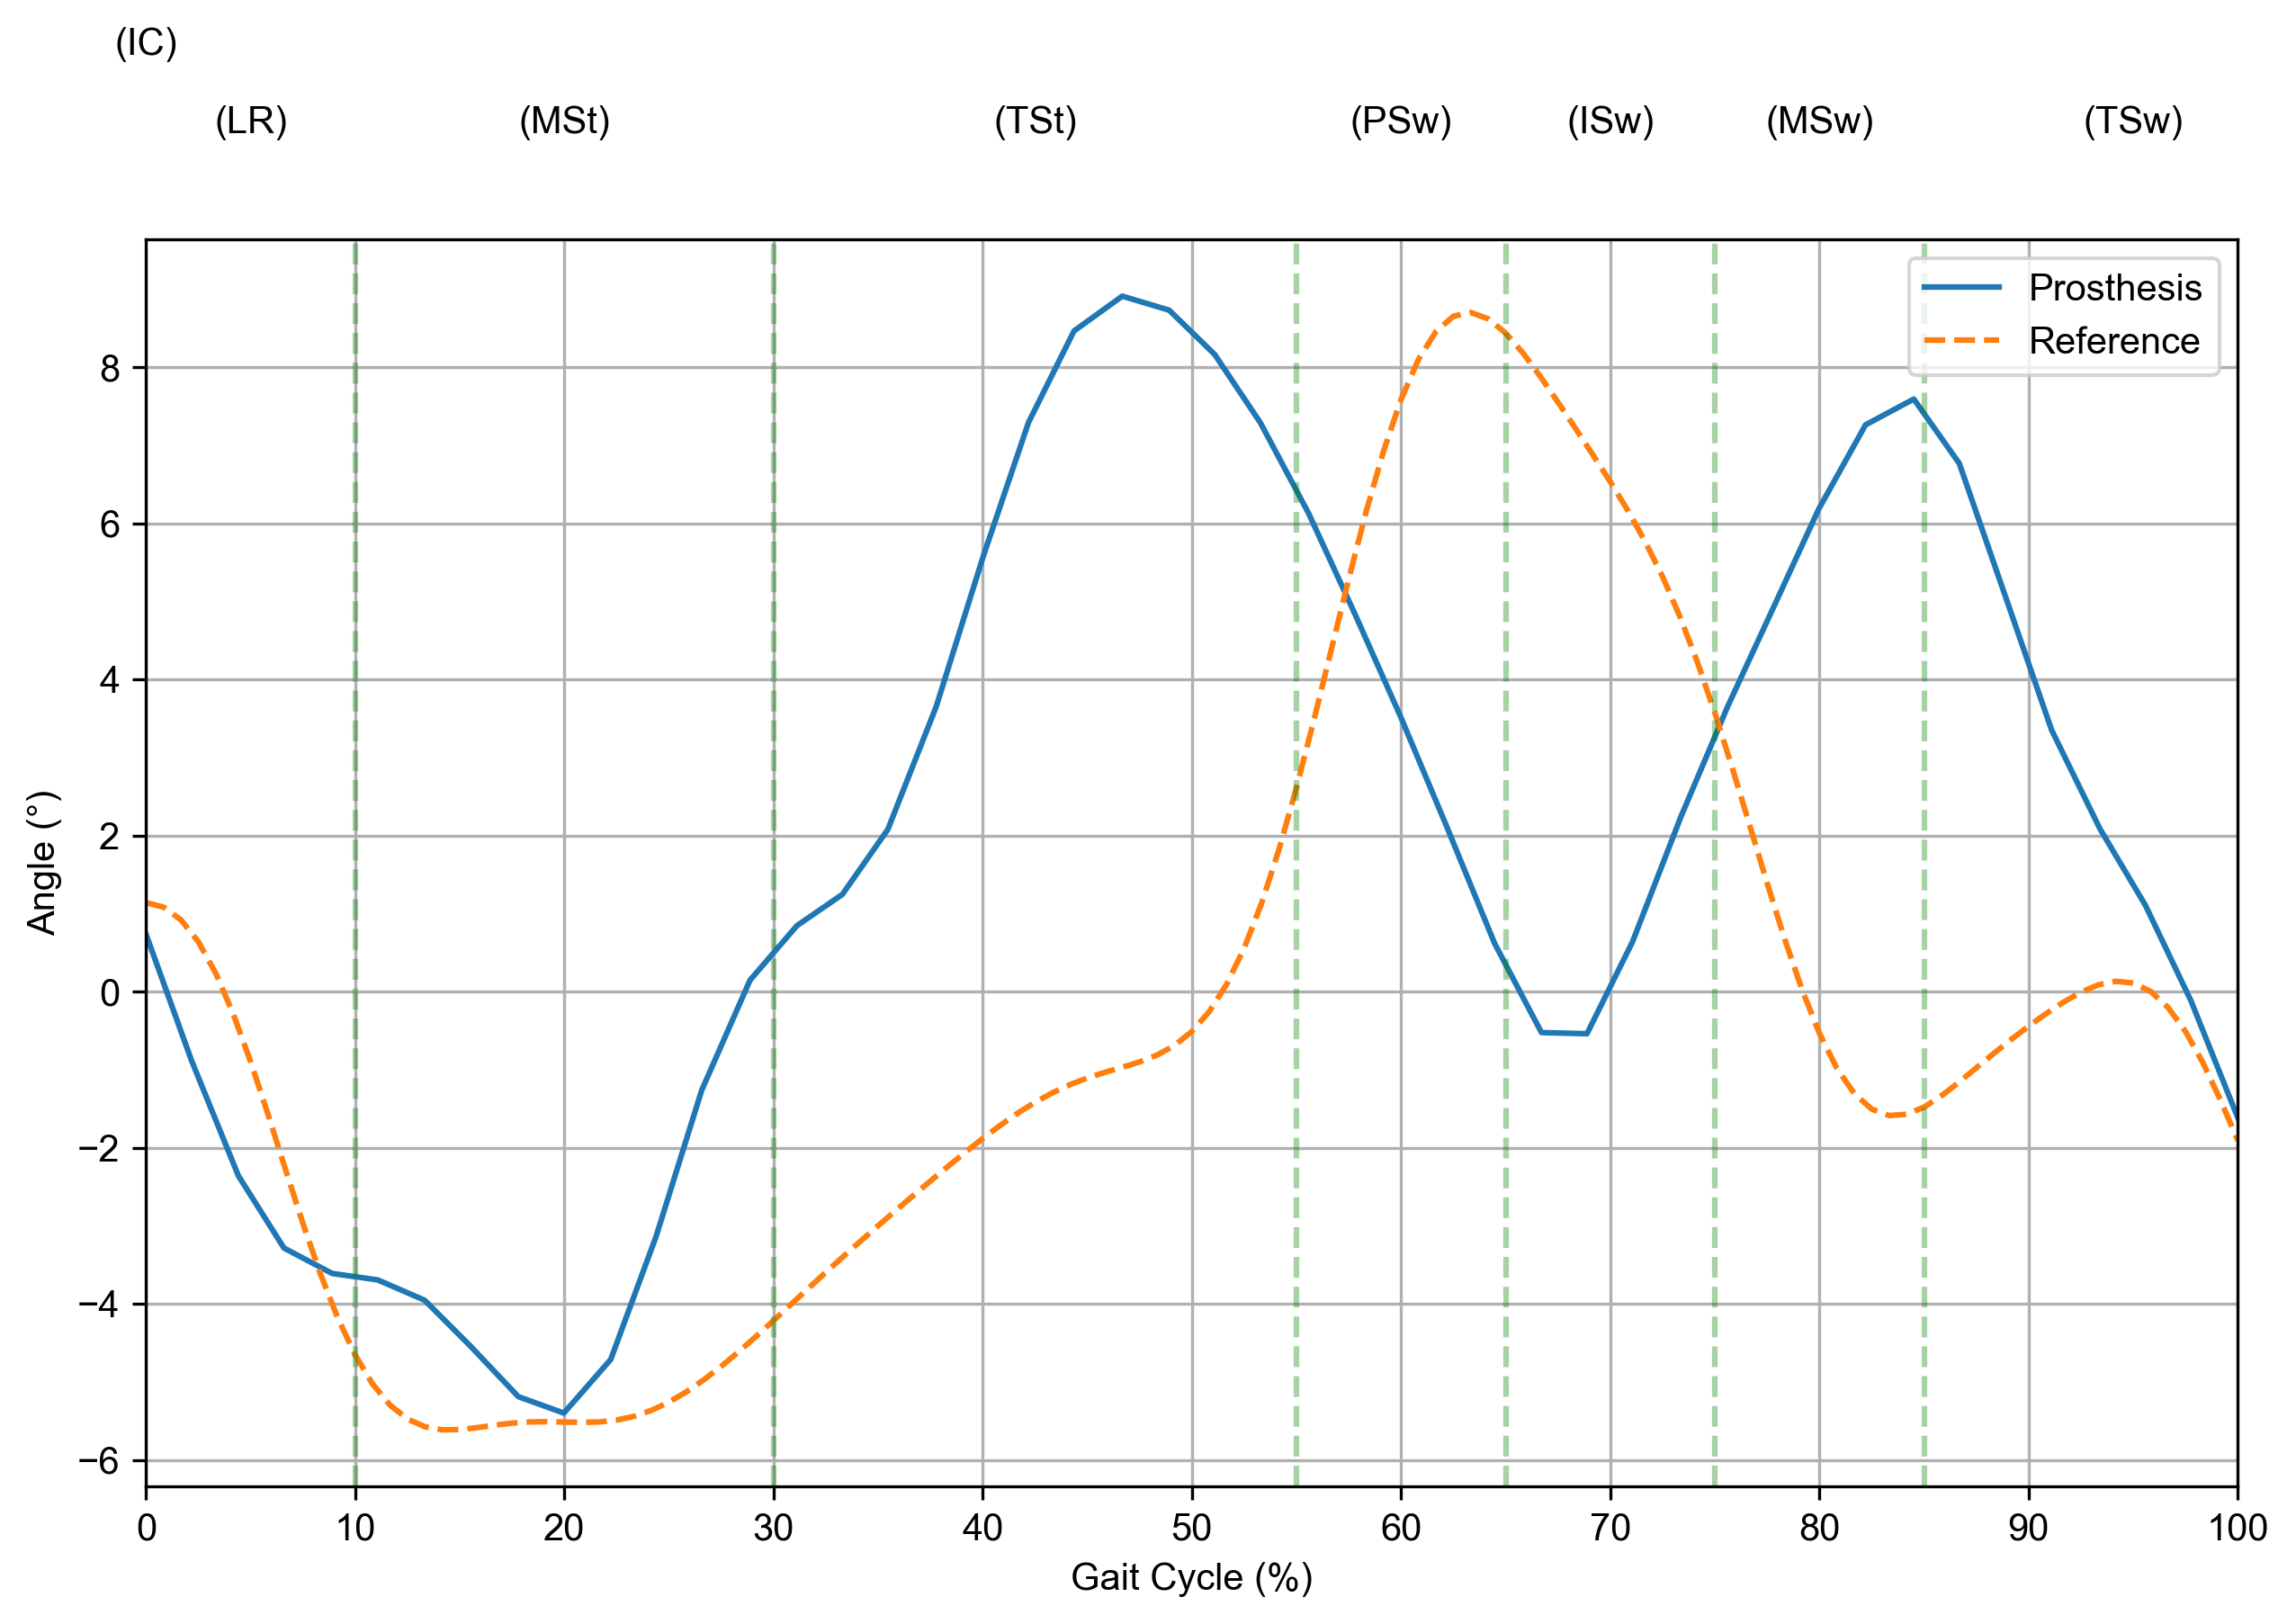 (IC)
(LR) (MSt) (TSt) (PSw) (ISw) (MSw) (TSw)
Prosthesis
Reference
8
6
4
2
0
−2
−4
−6
Angle (°)
0 10 20 30 40 50 60 70 80 90 100
Gait Cycle (%)